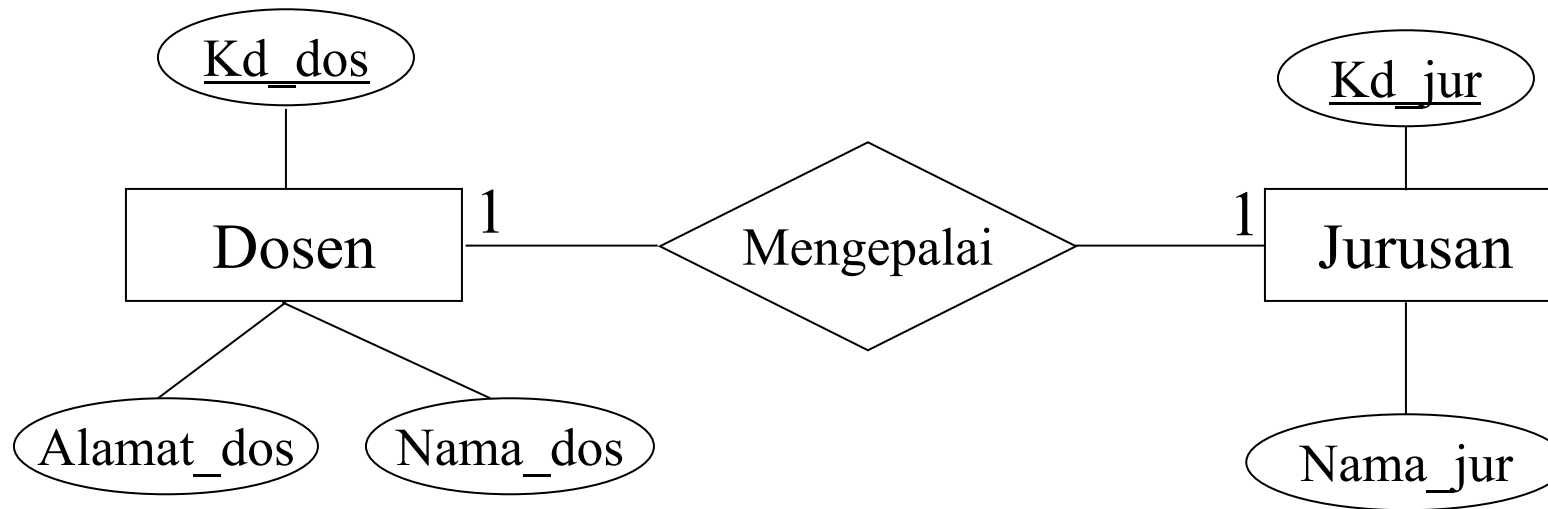 Kd_dos
Kd_jur
1
1
Dosen
Mengepalai
Jurusan
Alamat_dos
Nama_dos
Nama_jur